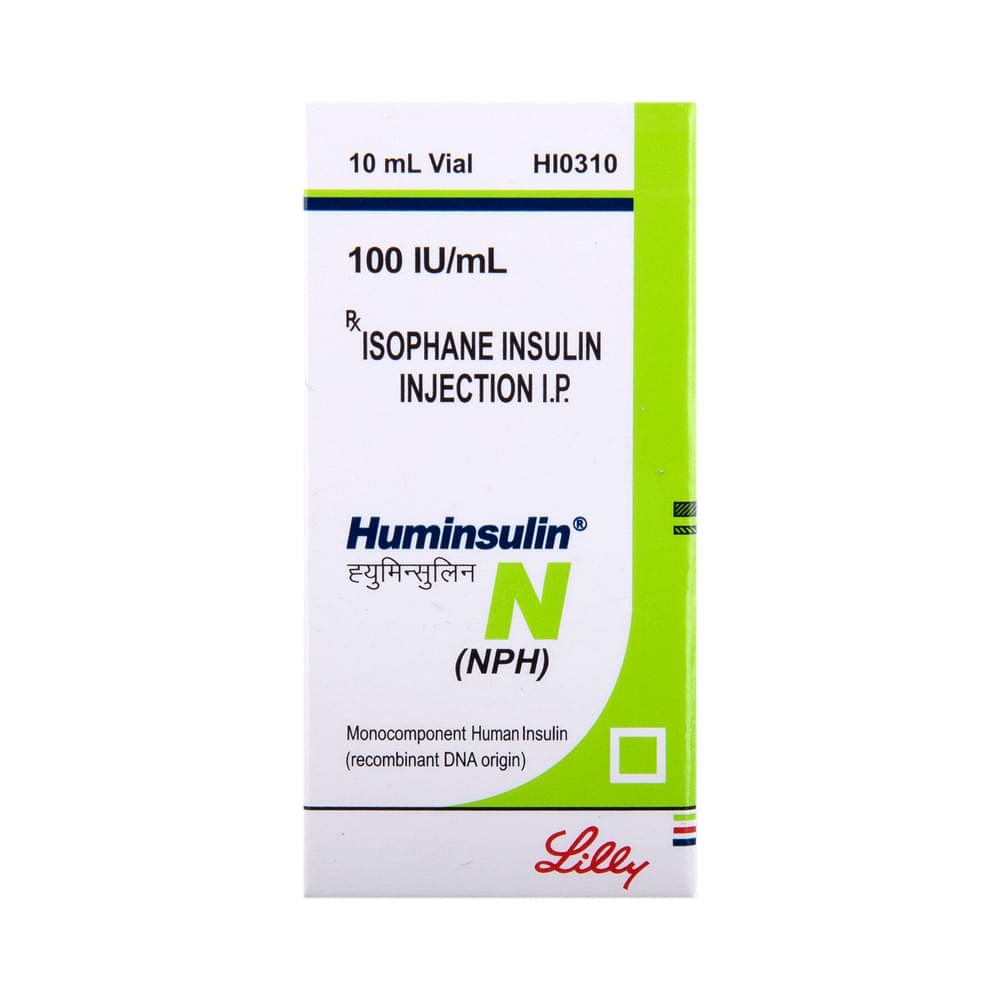 10 mL Vial HI0310
100 IU/mL
℞ ISOPHANE INSULIN
INJECTION I.P.
Huminsulin®
ह्युमिन्सुलिन
N
(NPH)
Monocomponent Human Insulin
(recombinant DNA origin)
Lilly